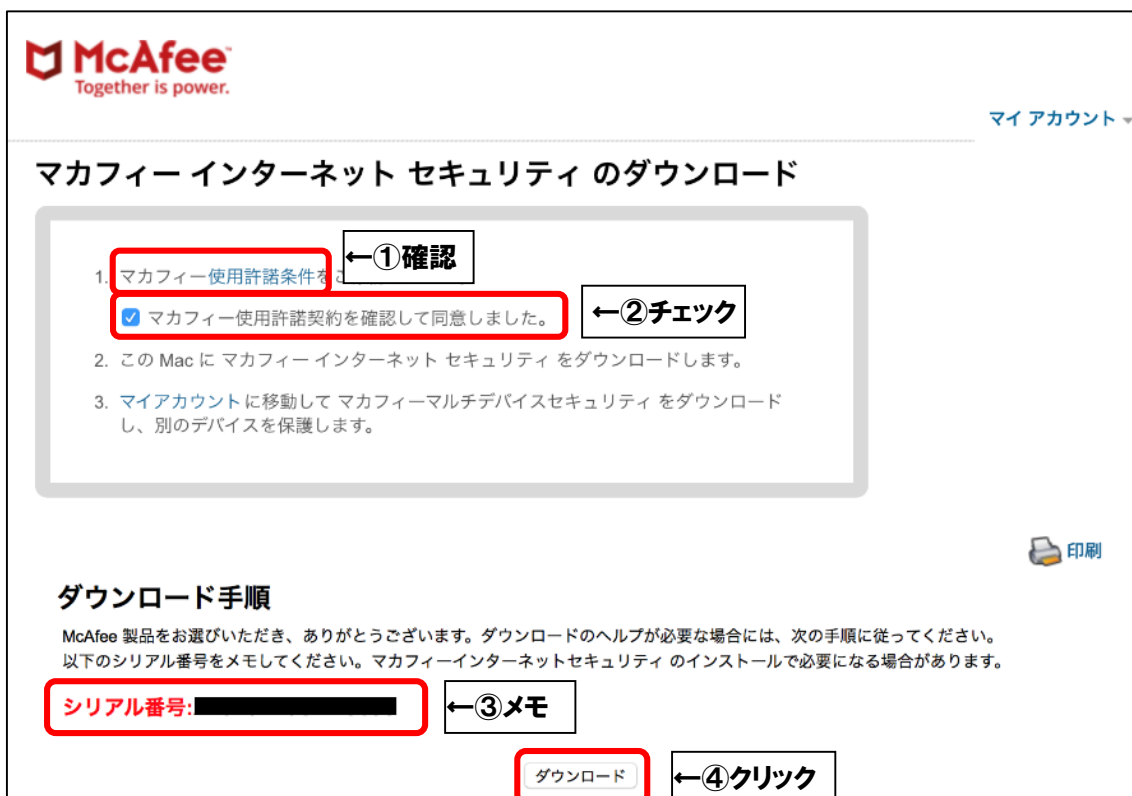 McAfee™
Together is power.
マイ アカウント
マカフィー インターネット セキュリティ のダウンロード
1. マカフィー使用許諾条件を
←①確認
マカフィー使用許諾契約を確認して同意しました。
←②チェック
2. この Mac に マカフィー インターネット セキュリティ をダウンロードします。
3. マイアカウント に移動して マカフィーマルチデバイスセキュリティ をダウンロード
し、別のデバイスを保護します。
印刷
ダウンロード手順
McAfee 製品をお選びいただき、ありがとうございます。ダウンロードのヘルプが必要な場合には、次の手順に従ってください。
以下のシリアル番号をメモしてください。マカフィーインターネットセキュリティ のインストールで必要になる場合があります。
シリアル番号:
←③メモ
ダウンロード
←④クリック